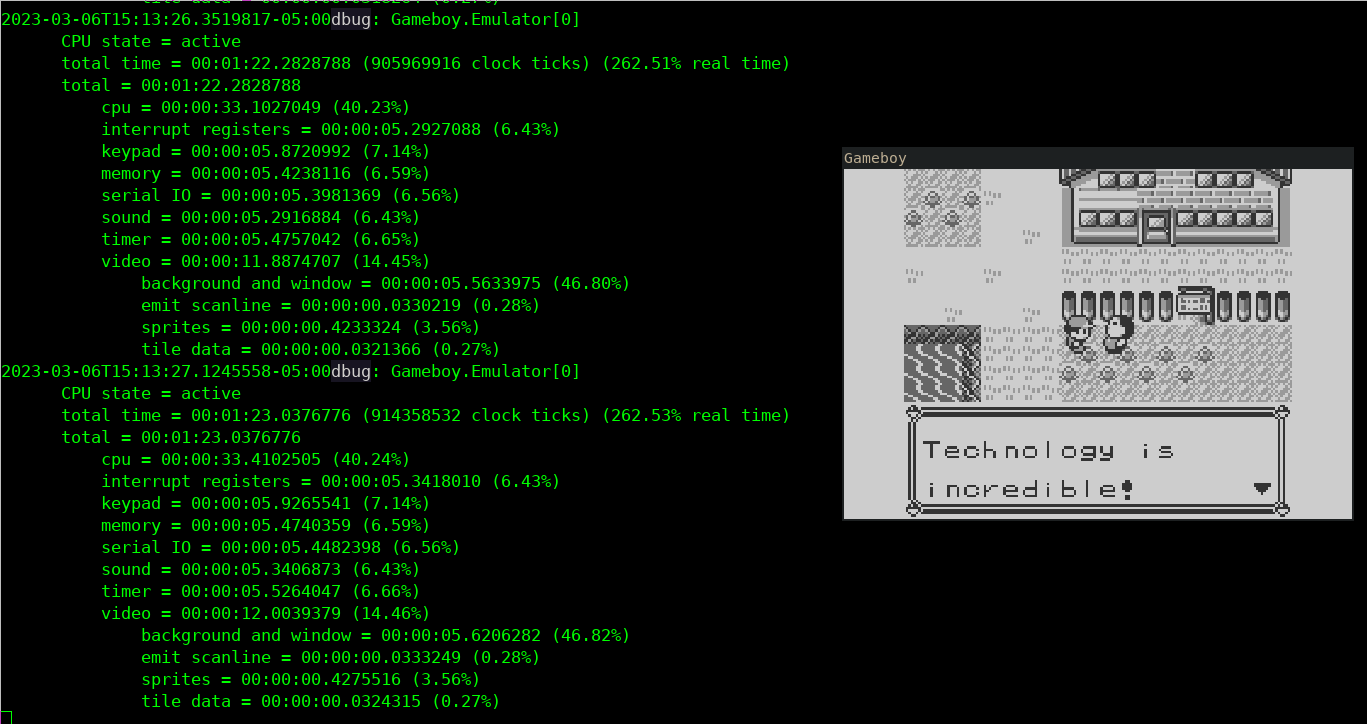 2023-03-06T15:13:26.3519817-05:00dbug: Gameboy.Emulator[0]
CPU state = active
total time = 00:01:22.2828788 (905969916 clock ticks) (262.51% real time)
total = 00:01:22.2828788
cpu = 00:00:33.1027049 (40.23%)
interrupt registers = 00:00:05.2927088 (6.43%)
keypad = 00:00:05.8720992 (7.14%)
memory = 00:00:05.4238116 (6.59%)
serial IO = 00:00:05.3981369 (6.56%)
sound = 00:00:05.2916884 (6.43%)
timer = 00:00:05.4757042 (6.65%)
video = 00:00:11.8874707 (14.45%)
background and window = 00:00:05.5633975 (46.80%)
emit scanline = 00:00:00.0330219 (0.28%)
sprites = 00:00:00.4233324 (3.56%)
tile data = 00:00:00.0321366 (0.27%)
2023-03-06T15:13:27.1245558-05:00dbug: Gameboy.Emulator[0]
CPU state = active
total time = 00:01:23.0376776 (914358532 clock ticks) (262.53% real time)
total = 00:01:23.0376776
cpu = 00:00:33.4102505 (40.24%)
interrupt registers = 00:00:05.3418010 (6.43%)
keypad = 00:00:05.9265541 (7.14%)
memory = 00:00:05.4740359 (6.59%)
serial IO = 00:00:05.4482398 (6.56%)
sound = 00:00:05.3406873 (6.43%)
timer = 00:00:05.5264047 (6.66%)
video = 00:00:12.0039379 (14.46%)
background and window = 00:00:05.6206282 (46.82%)
emit scanline = 00:00:00.0333249 (0.28%)
sprites = 00:00:00.4275516 (3.56%)
tile data = 00:00:00.0324315 (0.27%)
Gameboy
Technology is
incredible!